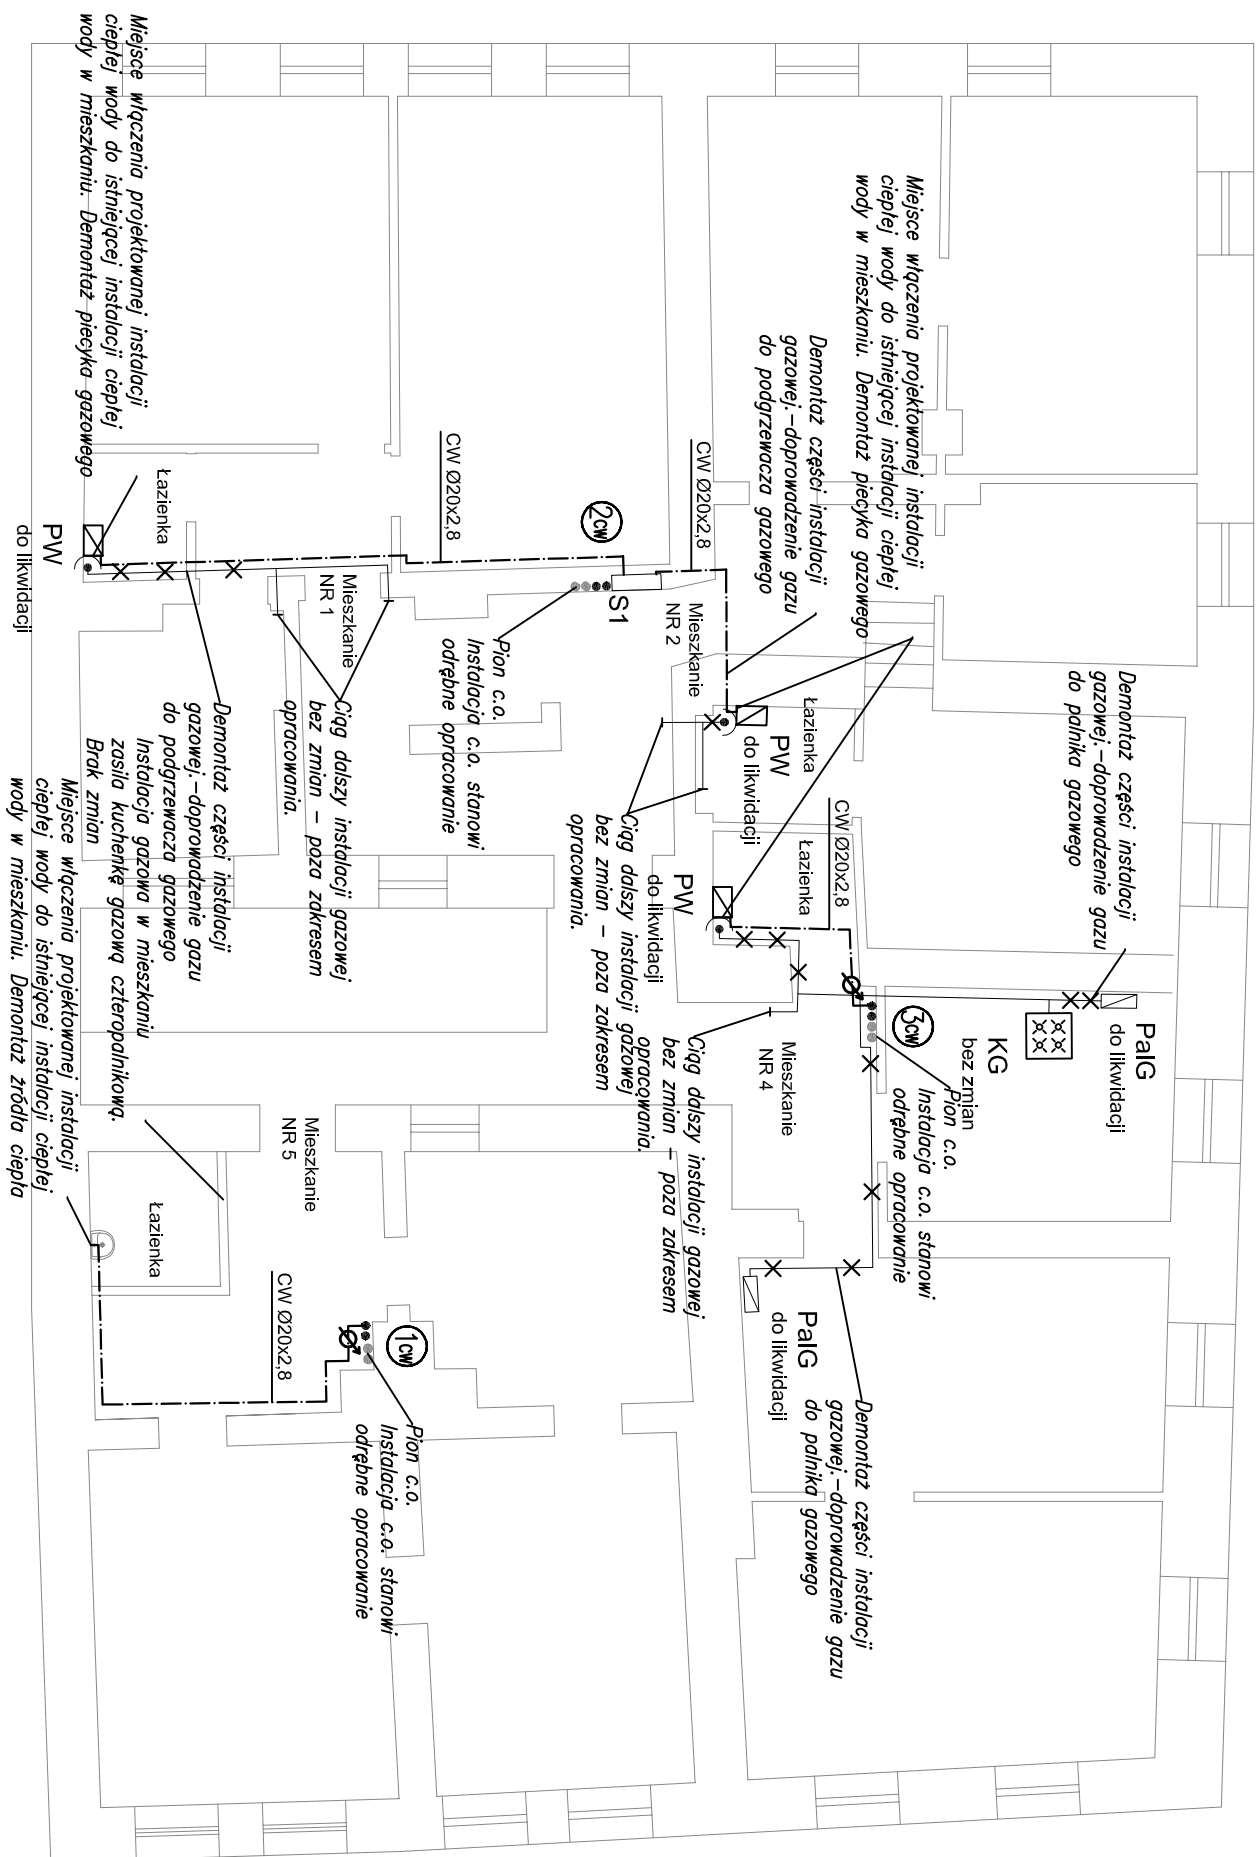 Miejsce włączenia projektowanej instalacji
ciepłej wody do istniejącej instalacji ciepłej
wody w mieszkaniu. Demontaż piecyka gazowego
Miejsce włączenia projektowanej instalacji
ciepłej wody do istniejącej instalacji ciepłej
wody w mieszkaniu. Demontaż piecyka gazowego
Demontaż części instalacji
gazowej.-doprowadzenie gazu
do podgrzewacza gazowego
Demontaż części instalacji
gazowej.-doprowadzenie gazu
do palnika gazowego
CW Ø20x2,8
CW Ø20x2,8
2cw
S1
Łazienka
PW
do likwidacji
Mieszkanie
NR 1
Mieszkanie
NR 2
Pion c.o.
Instalacja c.o. stanowi
odrębne opracowanie
Ciąg dalszy instalacji gazowej
bez zmian - poza zakresem
opracowania.
Demontaż części instalacji
gazowej.-doprowadzenie gazu
do podgrzewacza gazowego
Instalacja gazowa w mieszkaniu
zasila kuchenkę gazową czteropalnikową.
Brak zmian
Miejsce włączenia projektowanej instalacji
ciepłej wody do istniejącej instalacji ciepłej
wody w mieszkaniu. Demontaż źródła ciepła
Łazienka
PW
do likwidacji
CW Ø20x2,8
Łazienka
PW
do likwidacji
Ciąg dalszy instalacji gazowej
bez zmian - poza zakresem
opracowania.
3cw
PalG
do likwidacji
KG
bez zmian
Pion c.o.
Instalacja c.o. stanowi
odrębne opracowanie
Mieszkanie
NR 4
Ciąg dalszy instalacji gazowej
bez zmian - poza zakresem
opracowania.
Mieszkanie
NR 5
Łazienka
CW Ø20x2,8
1cw
Pion c.o.
Instalacja c.o. stanowi
odrębne opracowanie
PalG
do likwidacji
Demontaż części instalacji
gazowej.-doprowadzenie gazu
do palnika gazowego